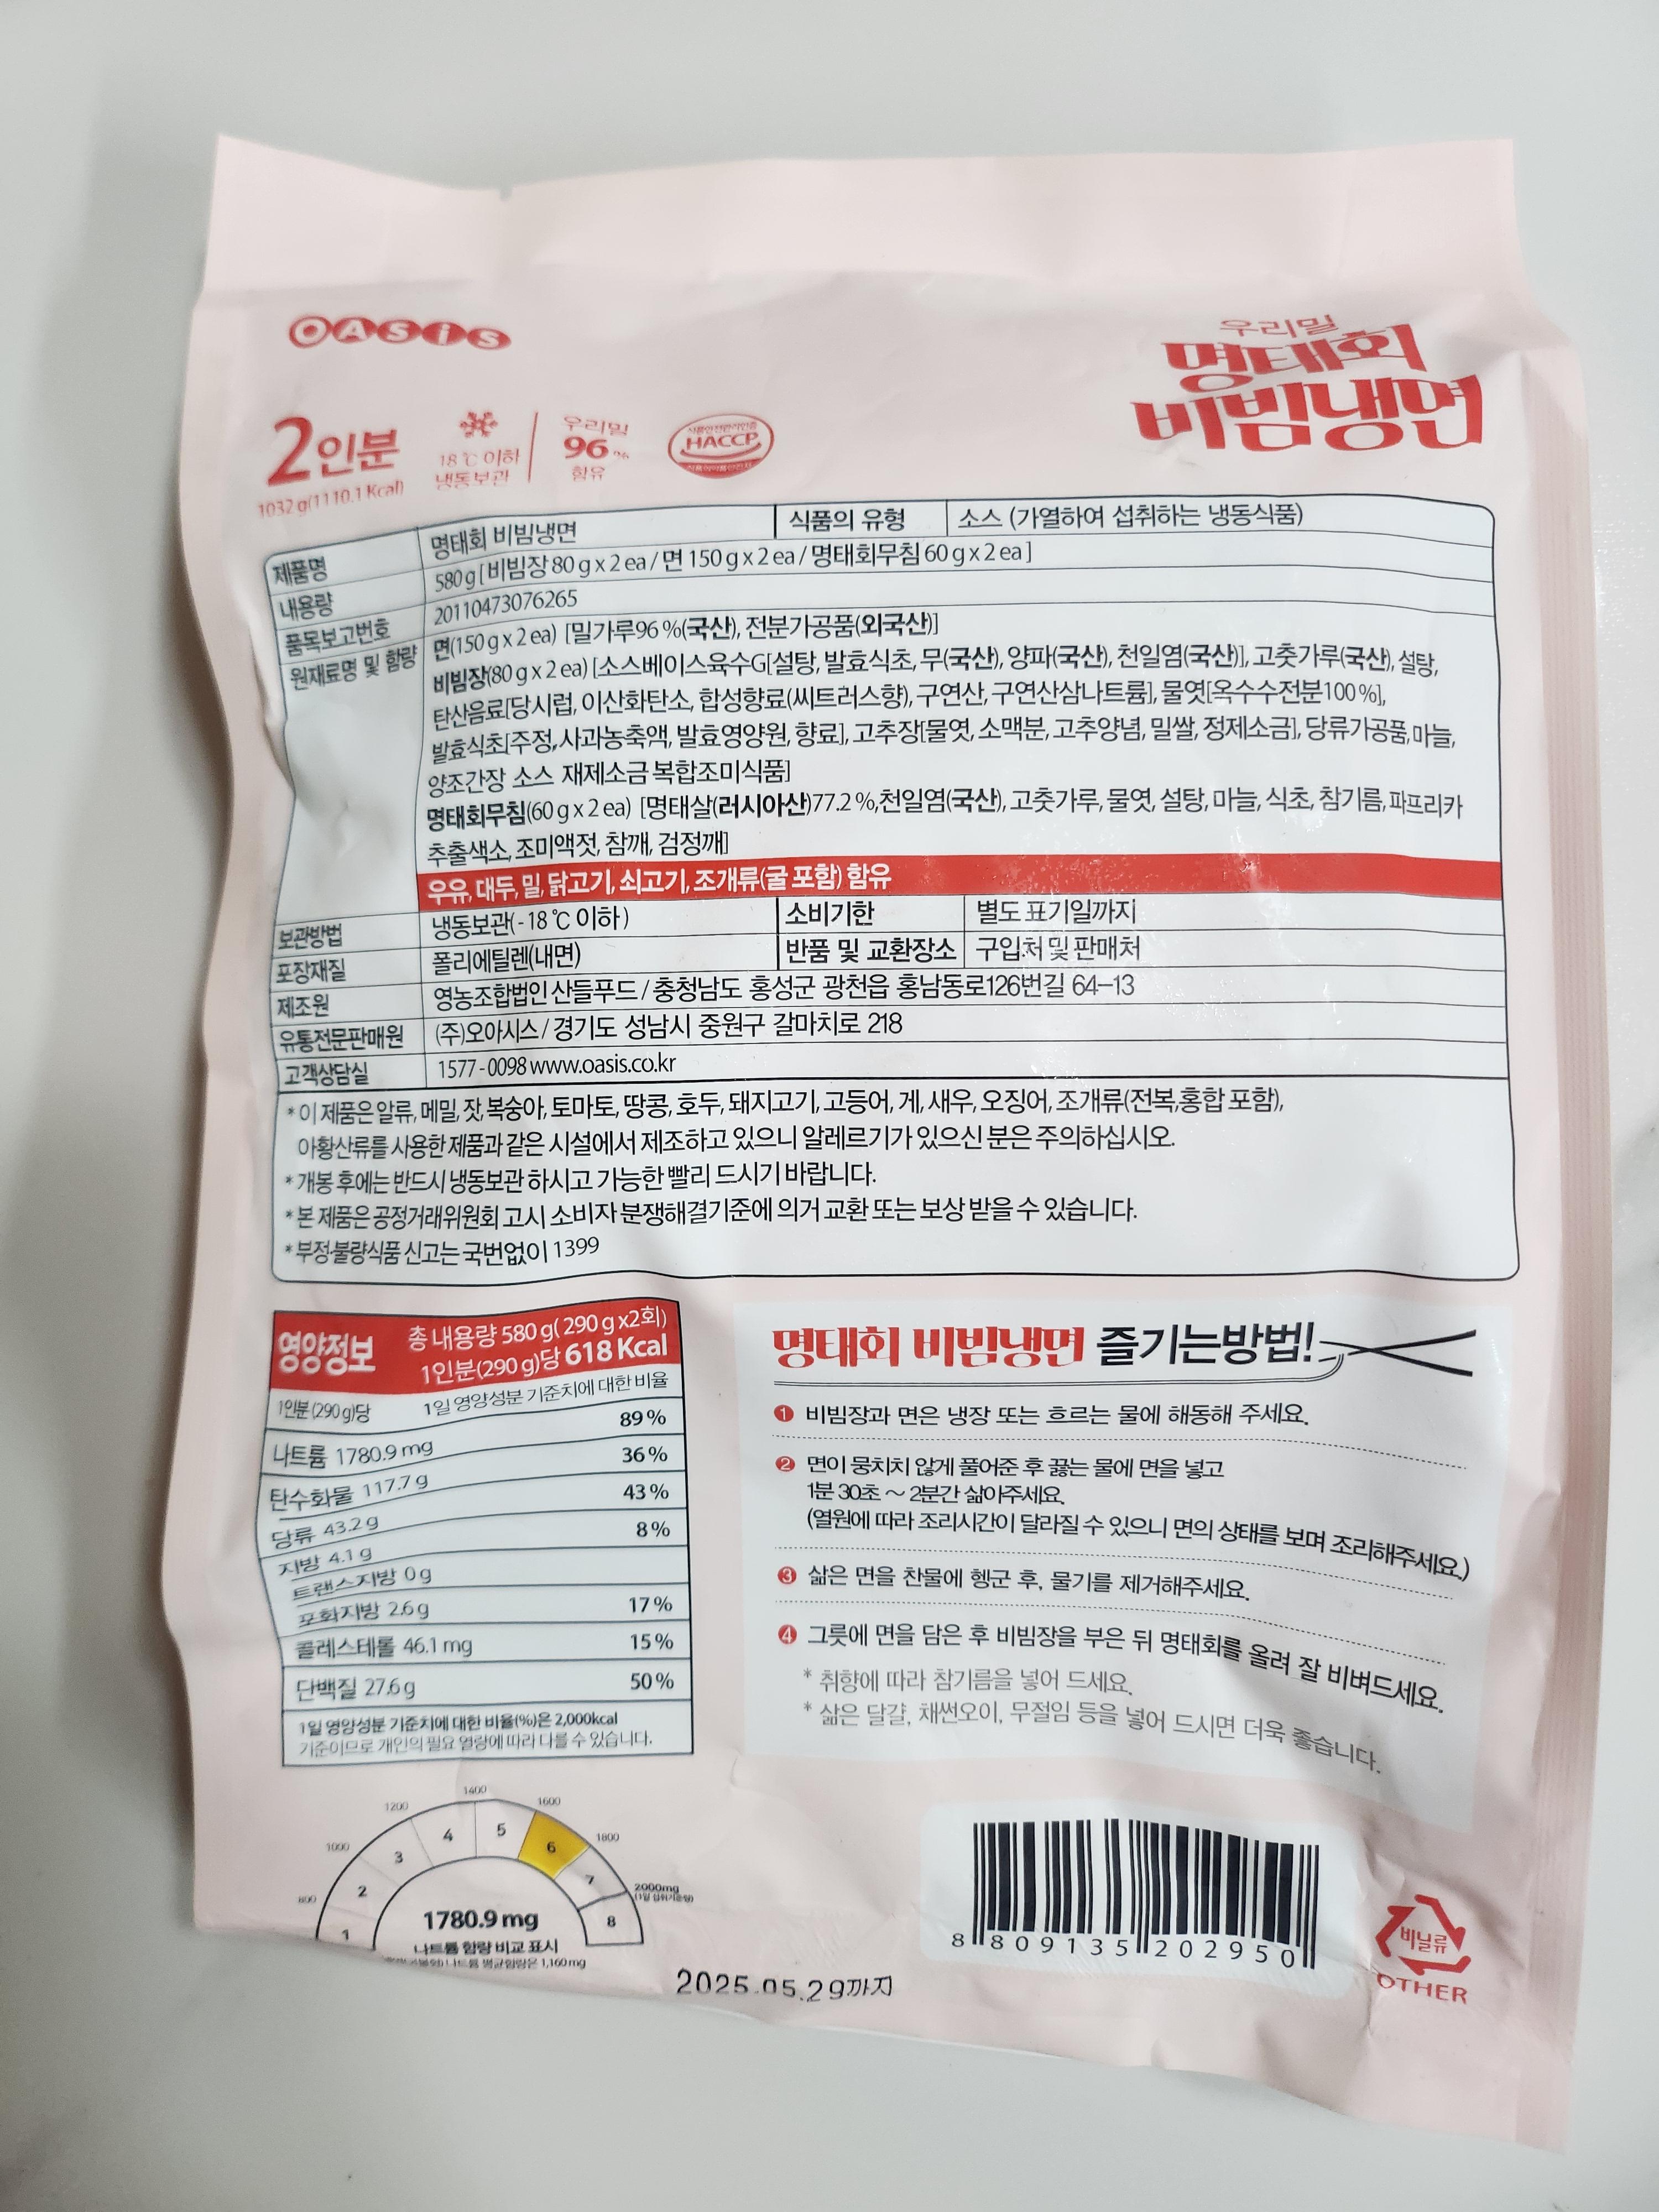 OASIS
우리밀
명태회
비빔냉면
2인분
1032 g(1110.1 Kcal)
18 ℃ 이하
냉동보관
우리밀
96 %
함유
HACCP
제품명 명태회 비빔냉면 식품의 유형 소스 (가열하여 섭취하는 냉동식품)
내용량 580 g [ 비빔장 80 g x 2 ea / 면 150 g x 2 ea / 명태회무침 60 g x 2 ea ]
품목보고번호 20110473076265
원재료명 및 함량 면(150 g x 2 ea) [밀가루96 %(국산), 전분가공품(외국산)]
비빔장(80 g x 2 ea) [소스베이스육수G[설탕, 발효식초, 무(국산), 양파(국산), 천일염(국산)], 고춧가루(국산), 설탕,
탄산음료[당시럽, 이산화탄소, 합성향료(씨트러스향), 구연산, 구연산삼나트륨], 물엿[옥수수전분100 %],
발효식초[주정, 사과농축액, 발효영양원, 향료], 고추장[물엿, 소맥분, 고추양념, 밀쌀, 정제소금], 당류가공품, 마늘,
양조간장 소스 재제소금 복합조미식품]
명태회무침(60 g x 2 ea) [명태살(러시아산)77.2 %,천일염(국산), 고춧가루, 물엿, 설탕, 마늘, 식초, 참기름, 파프리카
추출색소, 조미액젓, 참깨, 검정깨]
우유, 대두, 밀, 닭고기, 쇠고기, 조개류(굴 포함) 함유
보관방법 냉동보관( - 18 ℃ 이하 ) 소비기한 별도 표기일까지
포장재질 폴리에틸렌(내면) 반품 및 교환장소 구입처 및 판매처
제조원 영농조합법인 산들푸드 / 충청남도 홍성군 광천읍 홍남동로126번길 64-13
유통전문판매원 (주)오아시스 / 경기도 성남시 중원구 갈마치로 218
고객상담실 1577 - 0098 www.oasis.co.kr
* 이 제품은 알류, 메밀, 잣, 복숭아, 토마토, 땅콩, 호두, 돼지고기, 고등어, 게, 새우, 오징어, 조개류(전복,홍합 포함),
아황산류를 사용한 제품과 같은 시설에서 제조하고 있으니 알레르기가 있으신 분은 주의하십시오.
* 개봉 후에는 반드시 냉동보관 하시고 가능한 빨리 드시기 바랍니다.
* 본 제품은 공정거래위원회 고시 소비자 분쟁해결기준에 의거 교환 또는 보상 받을 수 있습니다.
* 부정·불량식품 신고는 국번없이 1399
영양정보 총 내용량 580 g( 290 g x2회)
1인분(290 g)당 618 Kcal
1인분 (290 g)당 1일 영양성분 기준치에 대한 비율
나트륨 1780.9 mg 89 %
탄수화물 117.7 g 36 %
당류 43.2 g 43 %
지방 4.1 g 8 %
트랜스지방 0 g
포화지방 2.6 g 17 %
콜레스테롤 46.1 mg 15 %
단백질 27.6 g 50 %
1일 영양성분 기준치에 대한 비율(%)은 2,000kcal
기준이므로 개인의 필요 열량에 따라 다를 수 있습니다.
명태회 비빔냉면 즐기는방법!
1 비빔장과 면은 냉장 또는 흐르는 물에 해동해 주세요.
2 면이 뭉치치 않게 풀어준 후 끓는 물에 면을 넣고
1분 30초 ~ 2분간 삶아주세요.
(열원에 따라 조리시간이 달라질 수 있으니 면의 상태를 보며 조리해주세요.)
3 삶은 면을 찬물에 헹군 후, 물기를 제거해주세요.
4 그릇에 면을 담은 후 비빔장을 부은 뒤 명태회를 올려 잘 비벼드세요.
* 취향에 따라 참기름을 넣어 드세요.
* 삶은 달걀, 채썬오이, 무절임 등을 넣어 드시면 더욱 좋습니다.
800 1000 1200 1400 1600 1800 2000mg
1 2 3 4 5 6 7 8
1780.9 mg
나트륨 함량 비교 표시
나트륨 평균함량은 1,160 mg
8 809135 202950
비닐류
OTHER
2025.05.29까지